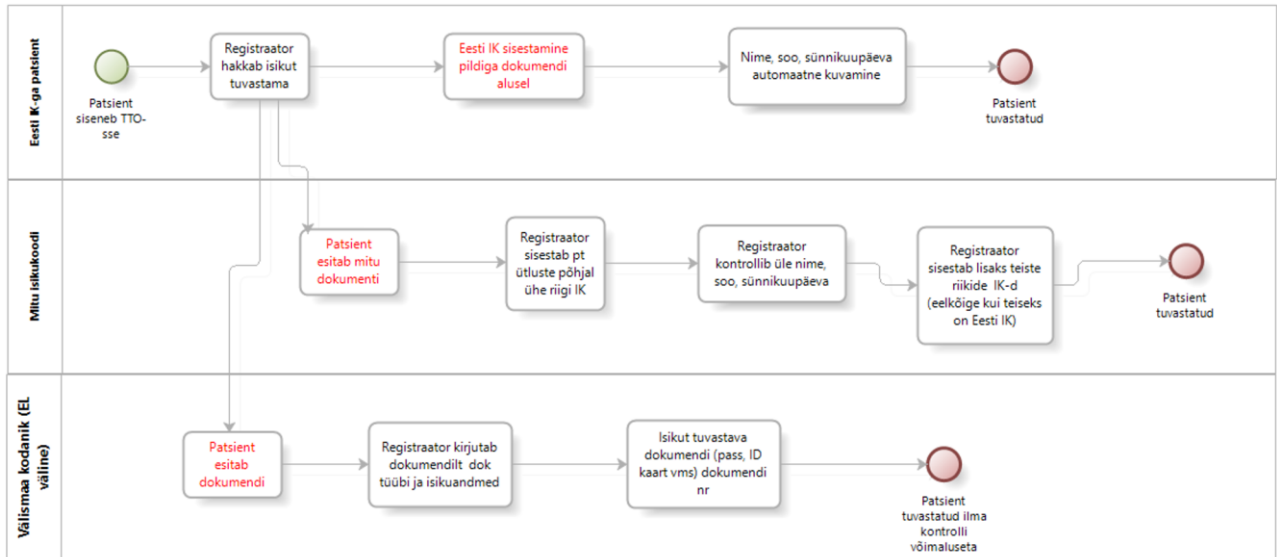 Eesti IK-ga patsient
Patsient
siseneb TTO-
sse
Registraator
hakkab isikut
tuvastama
Eesti IK sisestamine
pildiga dokumendi
alusel
Nime, soo, sünnikuupäeva
automaatne kuvamine
Patsient
tuvastatud
Mitu isikukoodi
Patsient
esitab mitu
dokumenti
Registraator
sisestab pt
ütluste põhjal
ühe riigi IK
Registraator
kontrollib üle nime,
soo, sünnikuupäeva
Registraator
sisestab lisaks teiste
riikide IK-d
(eelkõige kui teiseks
on Eesti IK)
Patsient
tuvastatud
Välismaa kodanik (EL
väline)
Patsient
esitab
dokumendi
Registraator kirjutab
dokumendilt dok
tüübi ja isikuandmed
Isikut tuvastava
dokumendi (pass, ID
kaart vms) dokumendi
nr
Patsient
tuvastatud ilma
kontrolli
võimaluseta